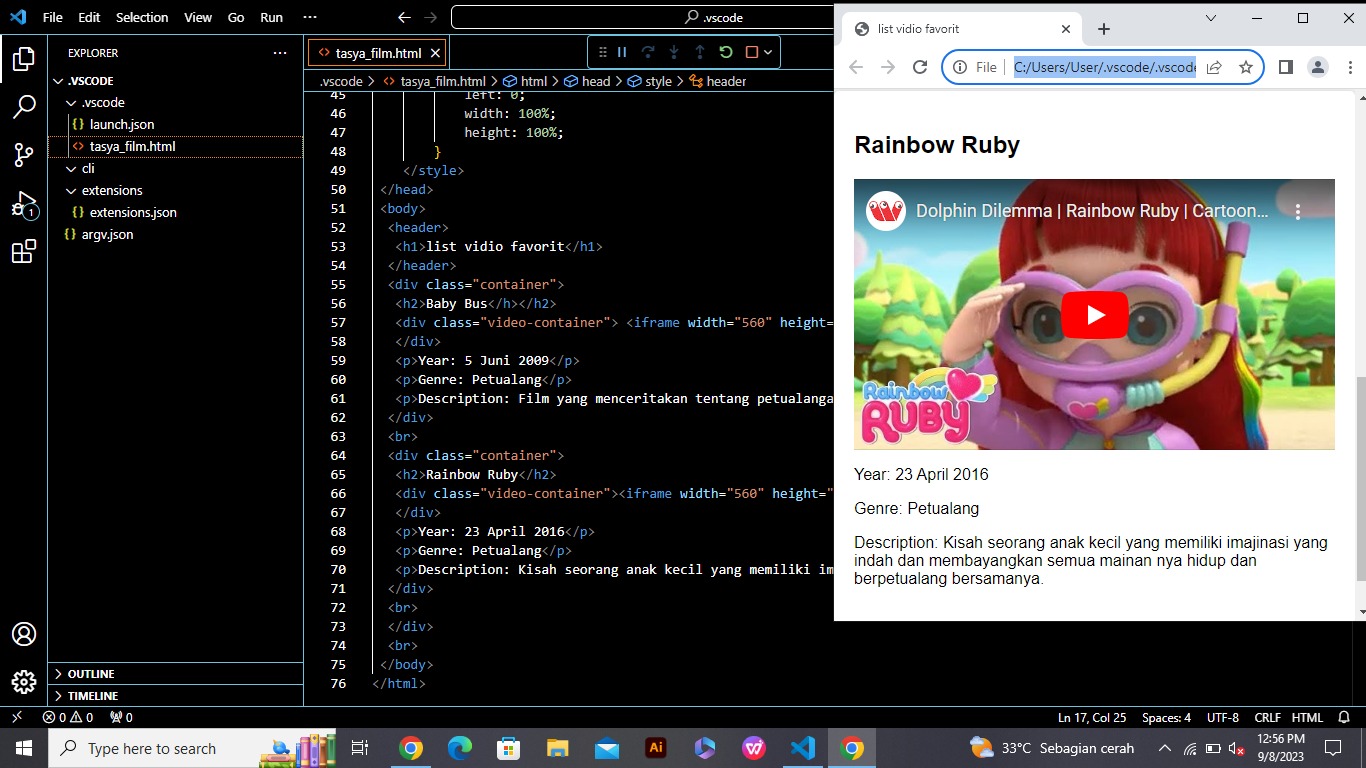 File Edit Selection View Go Run ··· .vscode
EXPLORER ···
.VSCODE
.vscode
launch.json
tasya_film.html
cli
extensions
extensions.json
argv.json
OUTLINE
TIMELINE
1
tasya_film.html
.vscode > tasya_film.html > html > head > style > header
45 left: 0;
46 width: 100%;
47 height: 100%;
48 }
49 </style>
50 </head>
51 <body>
52 <header>
53 <h1>list vidio favorit</h1>
54 </header>
55 <div class="container">
56 <h2>Baby Bus</h></h2>
57 <div class="video-container"> <iframe width="560" height=
58 </div>
59 <p>Year: 5 Juni 2009</p>
60 <p>Genre: Petualang</p>
61 <p>Description: Film yang menceritakan tentang petualanga
62 </div>
63 <br>
64 <div class="container">
65 <h2>Rainbow Ruby</h2>
66 <div class="video-container"><iframe width="560" height="
67 </div>
68 <p>Year: 23 April 2016</p>
69 <p>Genre: Petualang</p>
70 <p>Description: Kisah seorang anak kecil yang memiliki im
71 </div>
72 <br>
73 </div>
74 <br>
75 </body>
76 </html>
list vidio favorit
File C:/Users/User/.vscode/.vscode
Rainbow Ruby
Dolphin Dilemma | Rainbow Ruby | Cartoon...
Rainbow
RUBY
Year: 23 April 2016
Genre: Petualang
Description: Kisah seorang anak kecil yang memiliki imajinasi yang
indah dan membayangkan semua mainan nya hidup dan
berpetualang bersamanya.
0 0 0 Ln 17, Col 25 Spaces: 4 UTF-8 CRLF HTML
Type here to search Ai 33°C Sebagian cerah 12:56 PM
9/8/2023